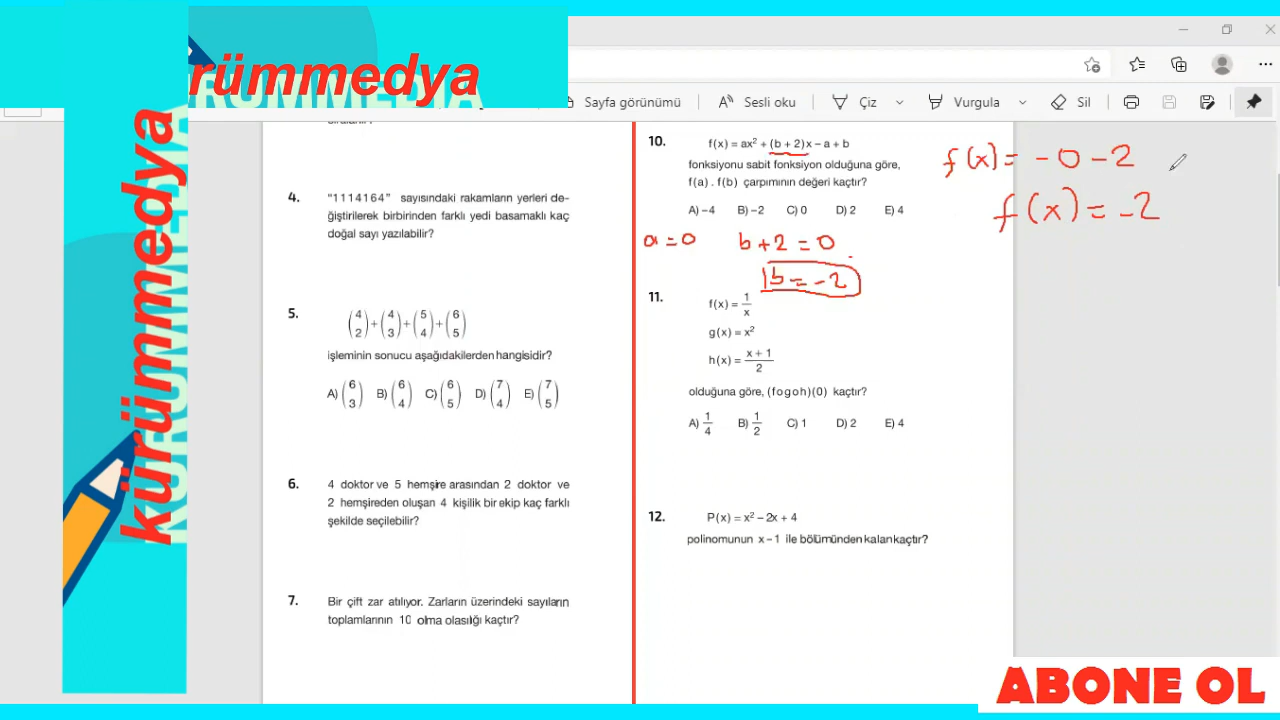 rümmedya
KÜRÜMMEDYA
kürümmedya
Sayfa görünümü
Sesli oku
Çiz
Vurgula
Sil
4. "1114164" sayısındaki rakamların yerleri de-
ğiştirilerek birbirinden farklı yedi basamaklı kaç
doğal sayı yazılabilir?
5. (4 2) + (4 3) + (5 4) + (6 5)
işleminin sonucu aşağıdakilerden hangisidir?
A) (6 3) B) (6 4) C) (6 5) D) (7 4) E) (7 5)
6. 4 doktor ve 5 hemşire arasından 2 doktor ve
2 hemşireden oluşan 4 kişilik bir ekip kaç farklı
şekilde seçilebilir?
7. Bir çift zar atılıyor. Zarların üzerindeki sayıların
toplamlarının 10 olma olasılığı kaçtır?
10. f(x) = ax² + (b + 2)x – a + b
fonksiyonu sabit fonksiyon olduğuna göre,
f(a) . f(b) çarpımının değeri kaçtır?
A) –4 B) –2 C) 0 D) 2 E) 4
a = 0 b + 2 = 0
b = -2
f(x) = -0 - 2
f(x) = -2
11. f(x) = 1/x
g(x) = x²
h(x) = x + 1/2
olduğuna göre, (fogoh)(0) kaçtır?
A) 1/4 B) 1/2 C) 1 D) 2 E) 4
12. P(x) = x² – 2x + 4
polinomunun x – 1 ile bölümünden kalan kaçtır?
ABONE OL